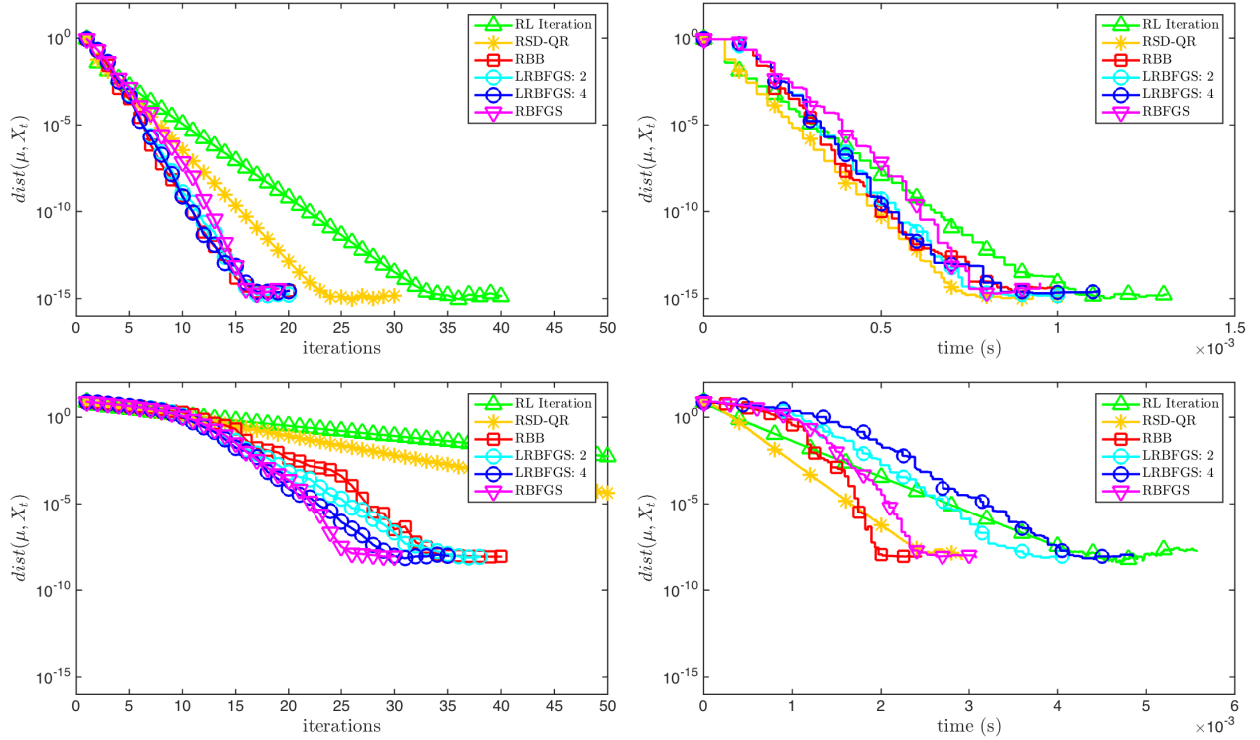 10^0
10^-5
10^-10
10^-15
dist(μ, X_t)
RL Iteration
RSD-QR
RBB
LRBFGS: 2
LRBFGS: 4
RBFGS
0 5 10 15 20 25 30 35 40 45 50
iterations
10^0
10^-5
10^-10
10^-15
dist(μ, X_t)
RL Iteration
RSD-QR
RBB
LRBFGS: 2
LRBFGS: 4
RBFGS
0 0.5 1 1.5
time (s)
×10^-3
10^0
10^-5
10^-10
10^-15
dist(μ, X_t)
RL Iteration
RSD-QR
RBB
LRBFGS: 2
LRBFGS: 4
RBFGS
0 5 10 15 20 25 30 35 40 45 50
iterations
10^0
10^-5
10^-10
10^-15
dist(μ, X_t)
RL Iteration
RSD-QR
RBB
LRBFGS: 2
LRBFGS: 4
RBFGS
0 1 2 3 4 5 6
time (s)
×10^-3